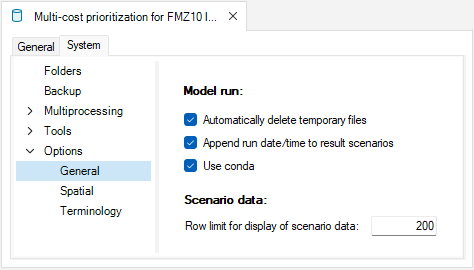 Multi-cost prioritization for FMZ10 I...
General System
Folders
Backup
Multiprocessing
Tools
Options
General
Spatial
Terminology
Model run:
Automatically delete temporary files
Append run date/time to result scenarios
Use conda
Scenario data:
Row limit for display of scenario data: 200